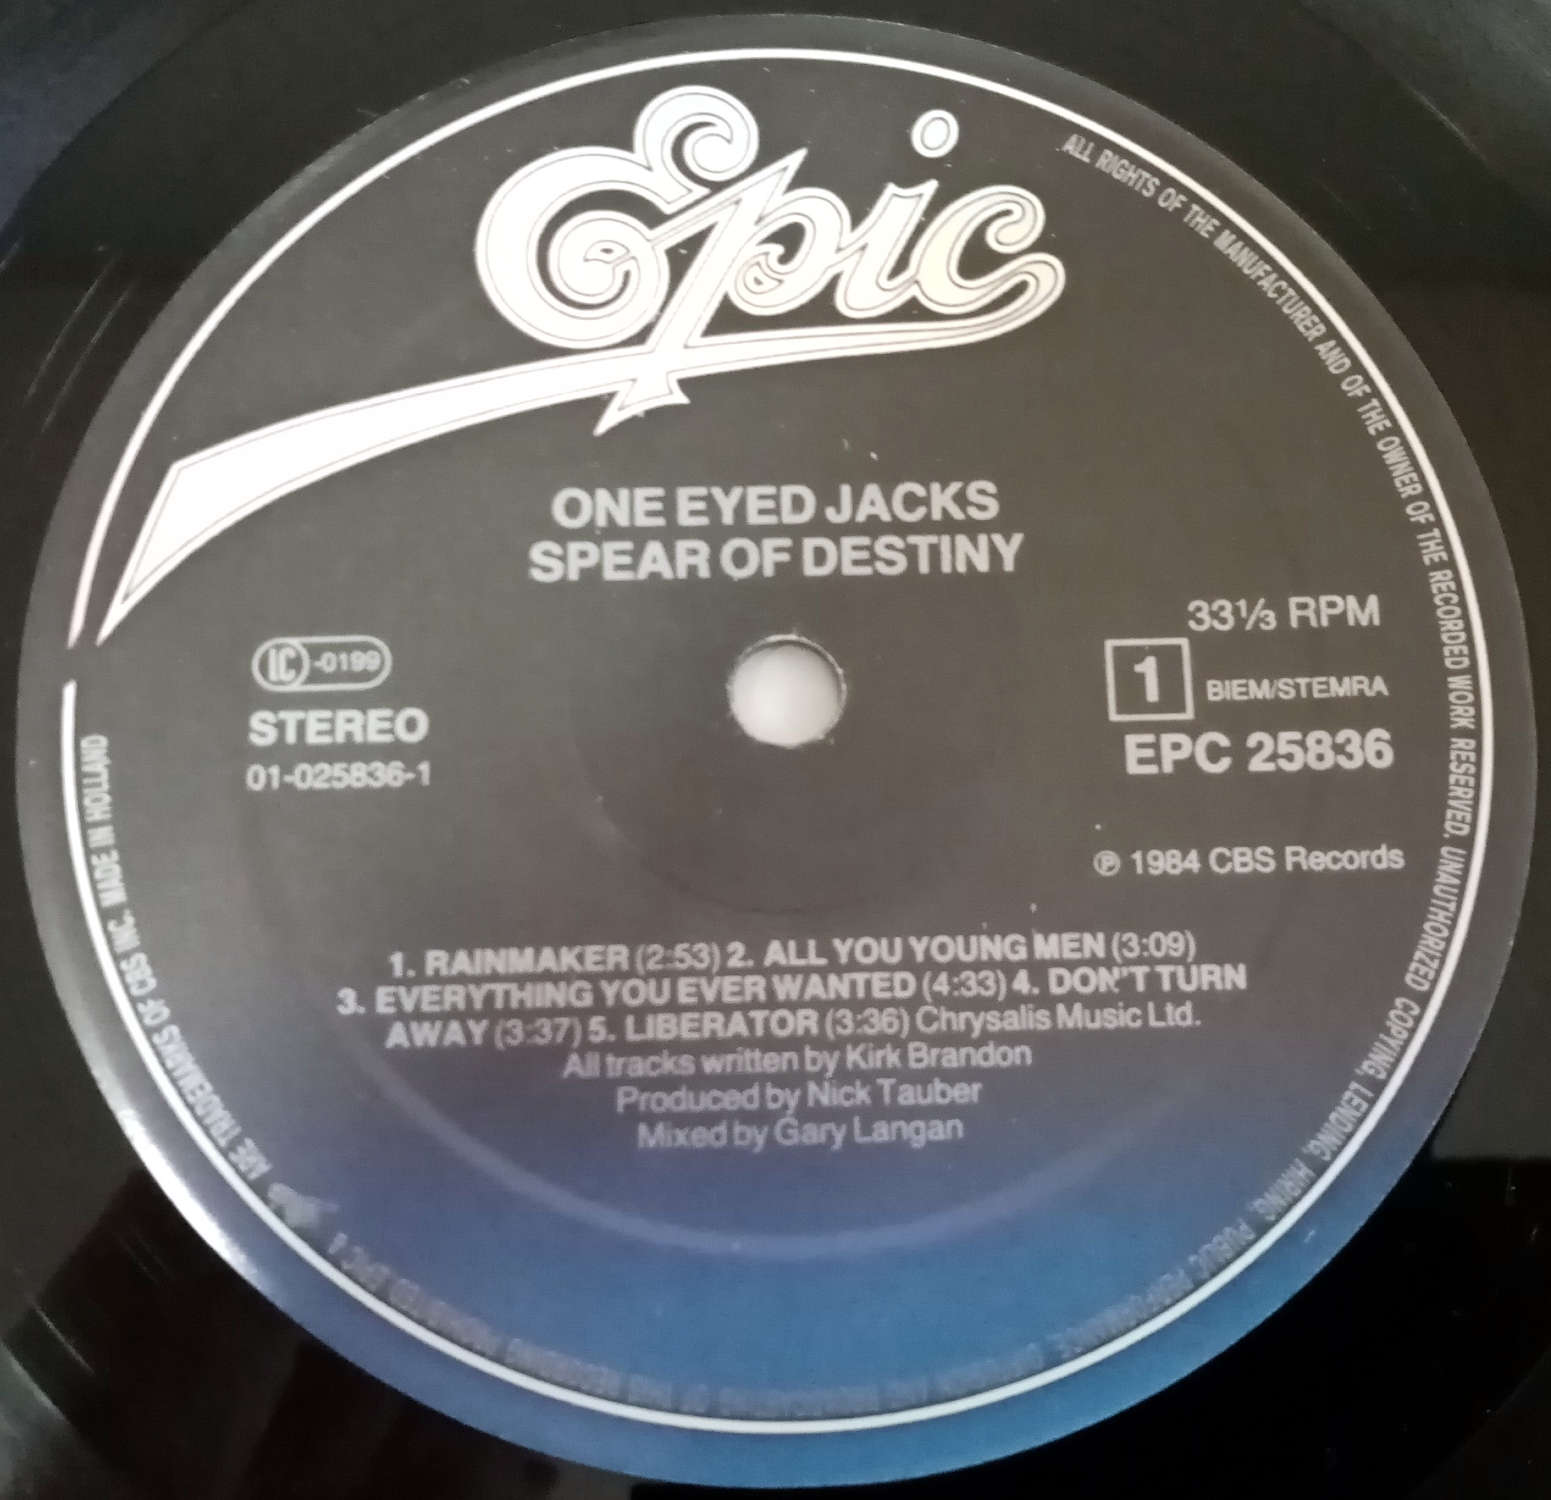 Epic
ONE EYED JACKS
SPEAR OF DESTINY
33⅓ RPM
LC -0199
1
BIEM/STEMRA
STEREO
EPC 25836
01-025836-1
℗ 1984 CBS Records
1. RAINMAKER (2:53) 2. ALL YOU YOUNG MEN (3:09)
3. EVERYTHING YOU EVER WANTED (4:33) 4. DON'T TURN
AWAY (3:37) 5. LIBERATOR (3:36) Chrysalis Music Ltd.
All tracks written by Kirk Brandon
Produced by Nick Tauber
Mixed by Gary Langan
ALL RIGHTS OF THE MANUFACTURER AND OF THE OWNER OF THE RECORDED WORK RESERVED. UNAUTHORIZED COPYING, LENDING, HIRING, PUBLIC PERFORMANCE
ARE TRADEMARKS OF CBS INC. MADE IN HOLLAND